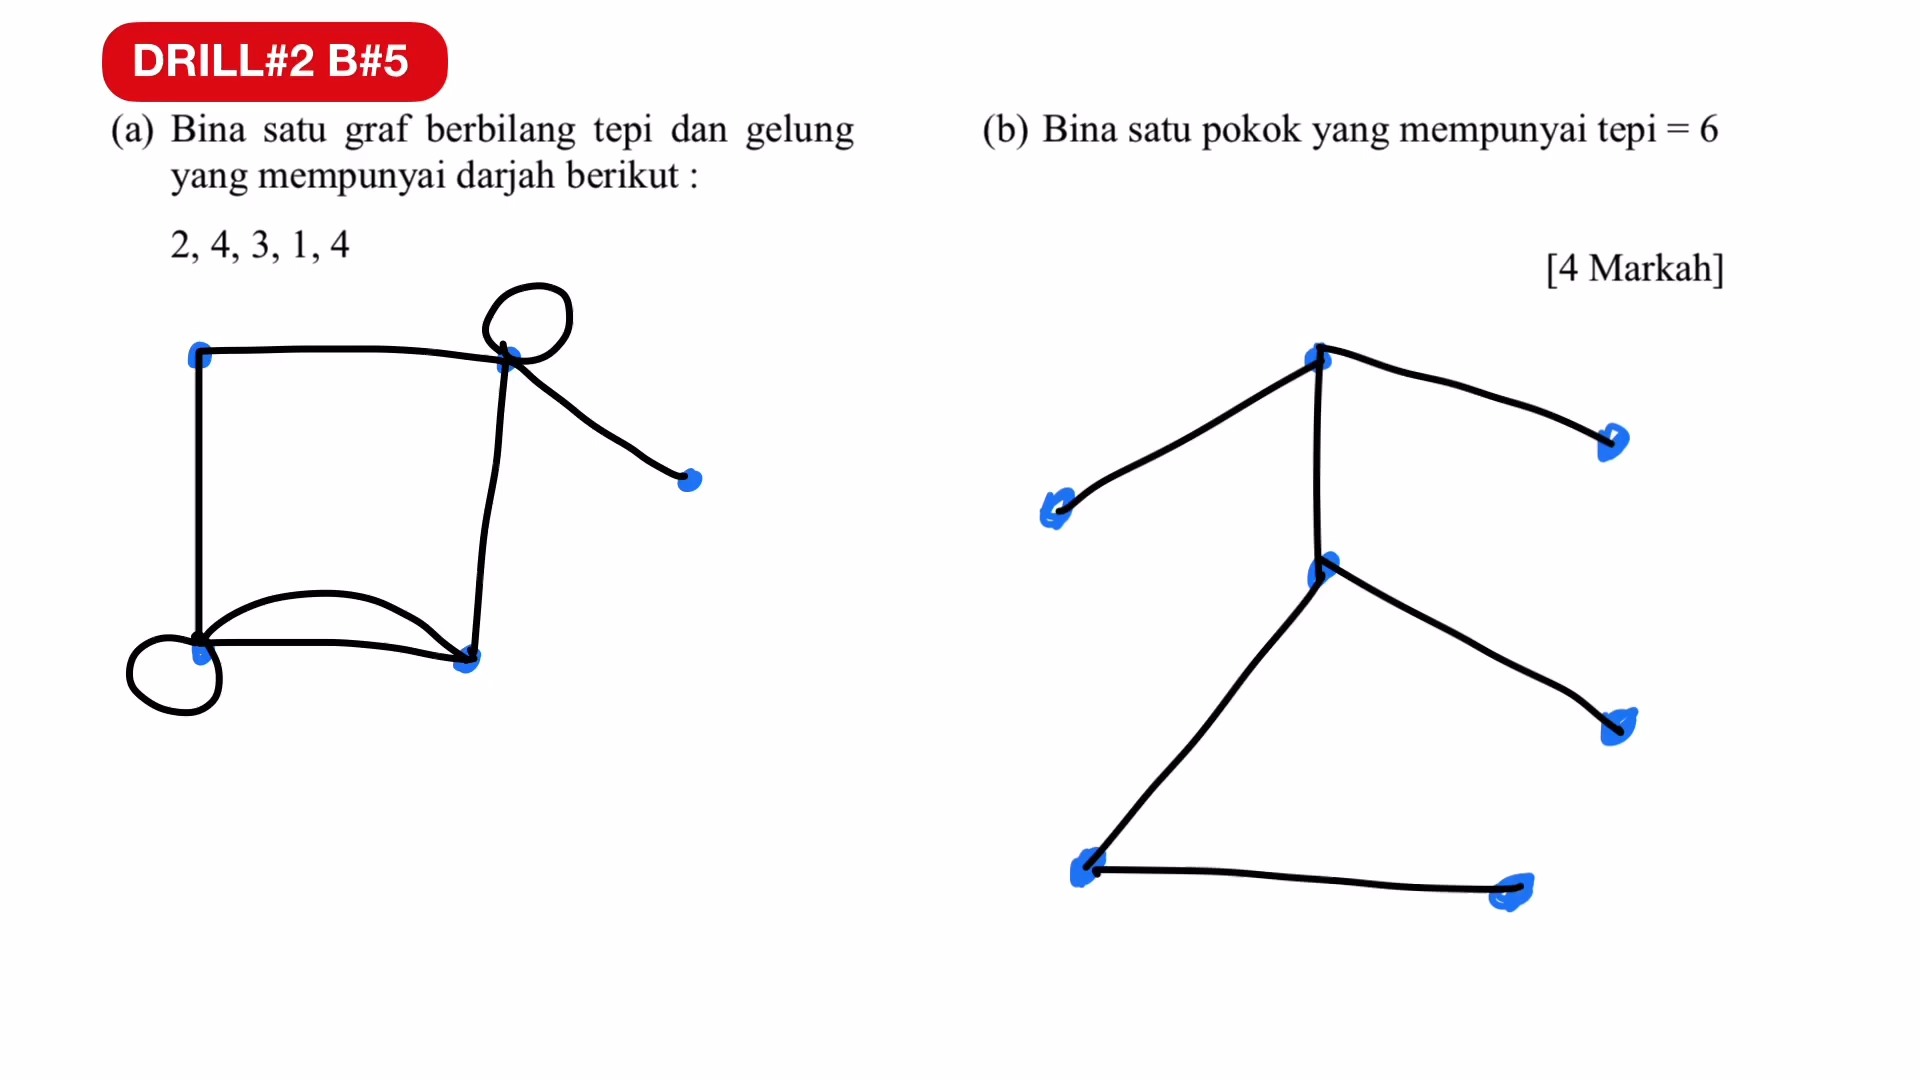 DRILL#2 B#5
(a) Bina satu graf berbilang tepi dan gelung
yang mempunyai darjah berikut :
2, 4, 3, 1, 4
(b) Bina satu pokok yang mempunyai tepi = 6
[4 Markah]